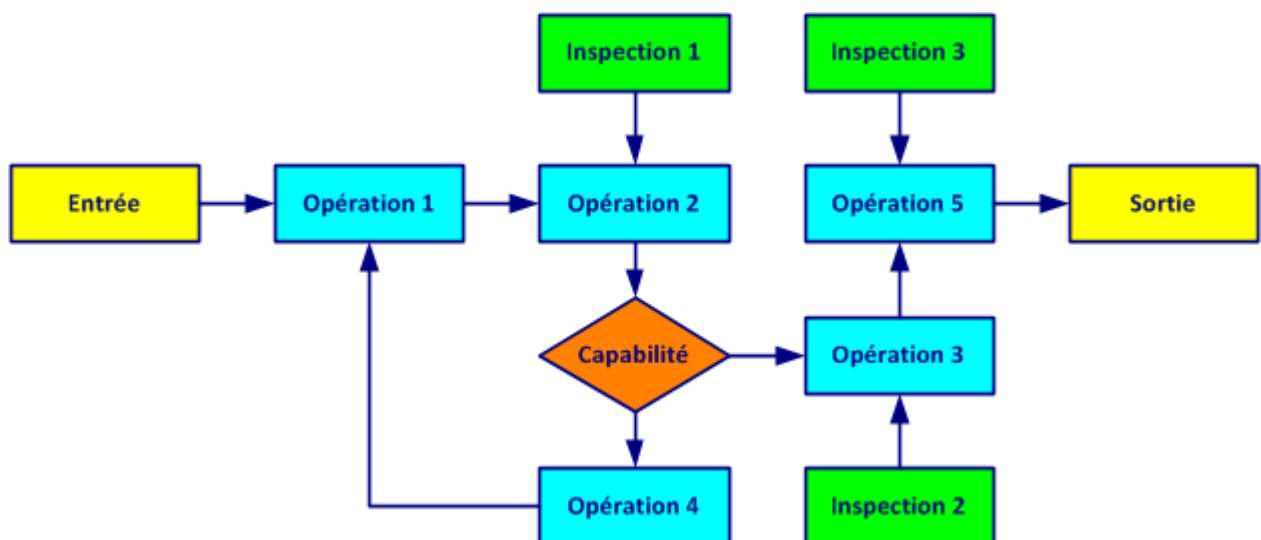 Inspection 1
Inspection 3
Entrée
Opération 1
Opération 2
Opération 5
Sortie
Capabilité
Opération 3
Opération 4
Inspection 2